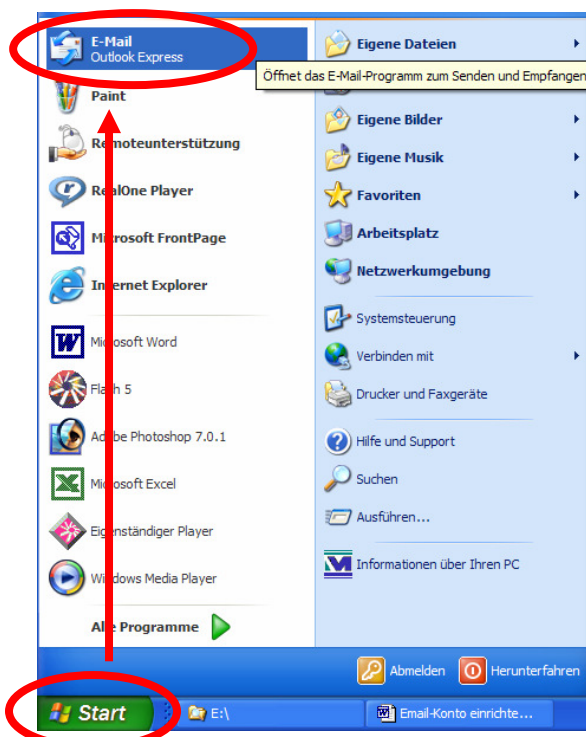 E-Mail
Outlook Express
Paint
Remoteunterstützung
RealOne Player
Microsoft FrontPage
Internet Explorer
Microsoft Word
Flash 5
Adobe Photoshop 7.0.1
Microsoft Excel
Eigenständiger Player
Windows Media Player
Alle Programme
Eigene Dateien
Öffnet das E-Mail-Programm zum Senden und Empfangen
Eigene Bilder
Eigene Musik
Favoriten
Arbeitsplatz
Netzwerkumgebung
Systemsteuerung
Verbinden mit
Drucker und Faxgeräte
Hilfe und Support
Suchen
Ausführen...
Informationen über Ihren PC
Abmelden
Herunterfahren
Start
E:\
Email-Konto einrichte...